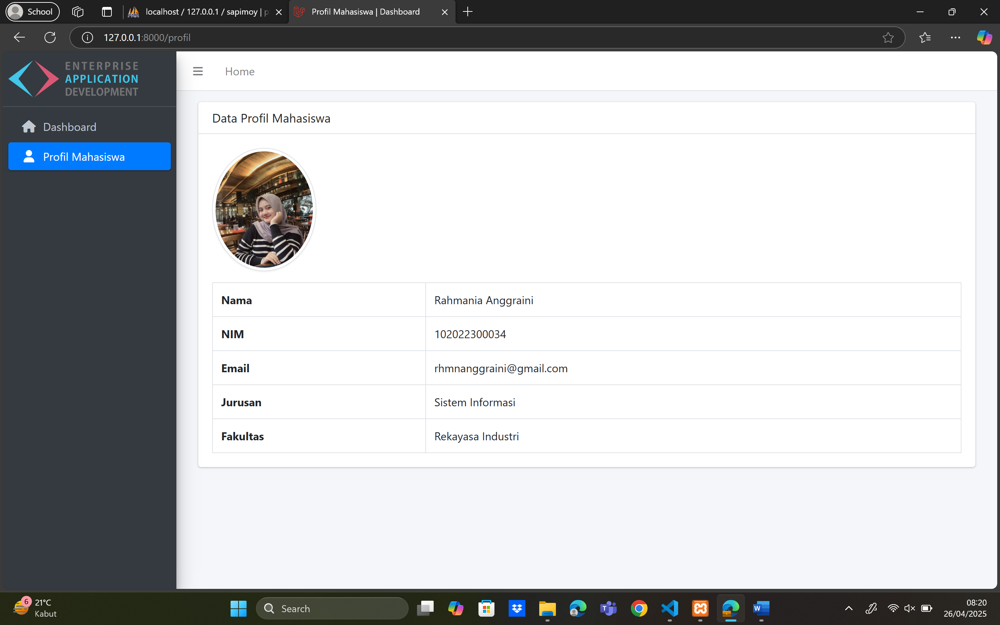 School
localhost / 127.0.0.1 / sapimoy | p
Profil Mahasiswa | Dashboard
127.0.0.1:8000/profil
ENTERPRISE
APPLICATION
DEVELOPMENT
Home
Dashboard
Profil Mahasiswa
Data Profil Mahasiswa
Nama Rahmania Anggraini
NIM 102022300034
Email rhmnanggraini@gmail.com
Jurusan Sistem Informasi
Fakultas Rekayasa Industri
6
21°C
Kabut
Search
08:20
26/04/2025